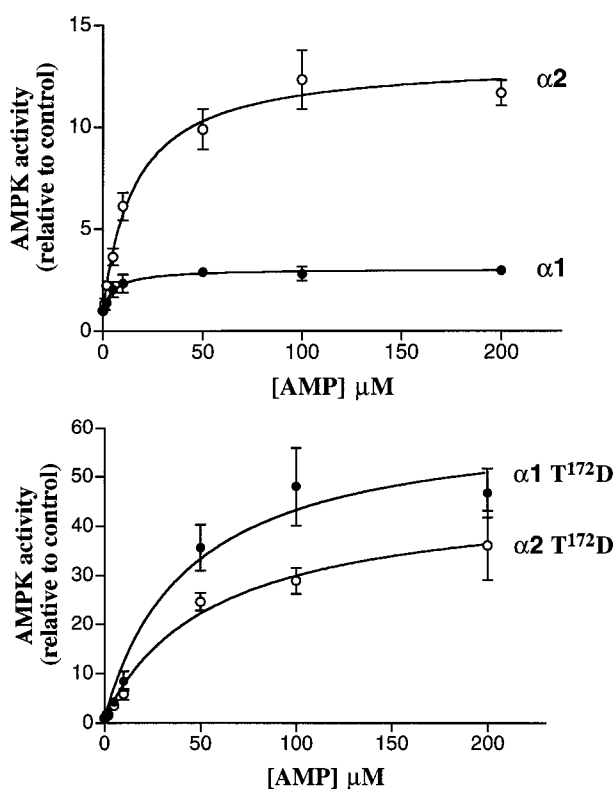 AMPK activity
(relative to control)
15
10
5
0
α2
α1
0 50 100 150 200
[AMP] μM
AMPK activity
(relative to control)
60
50
40
30
20
10
0
α1 T¹⁷²D
α2 T¹⁷²D
0 50 100 150 200
[AMP] μM